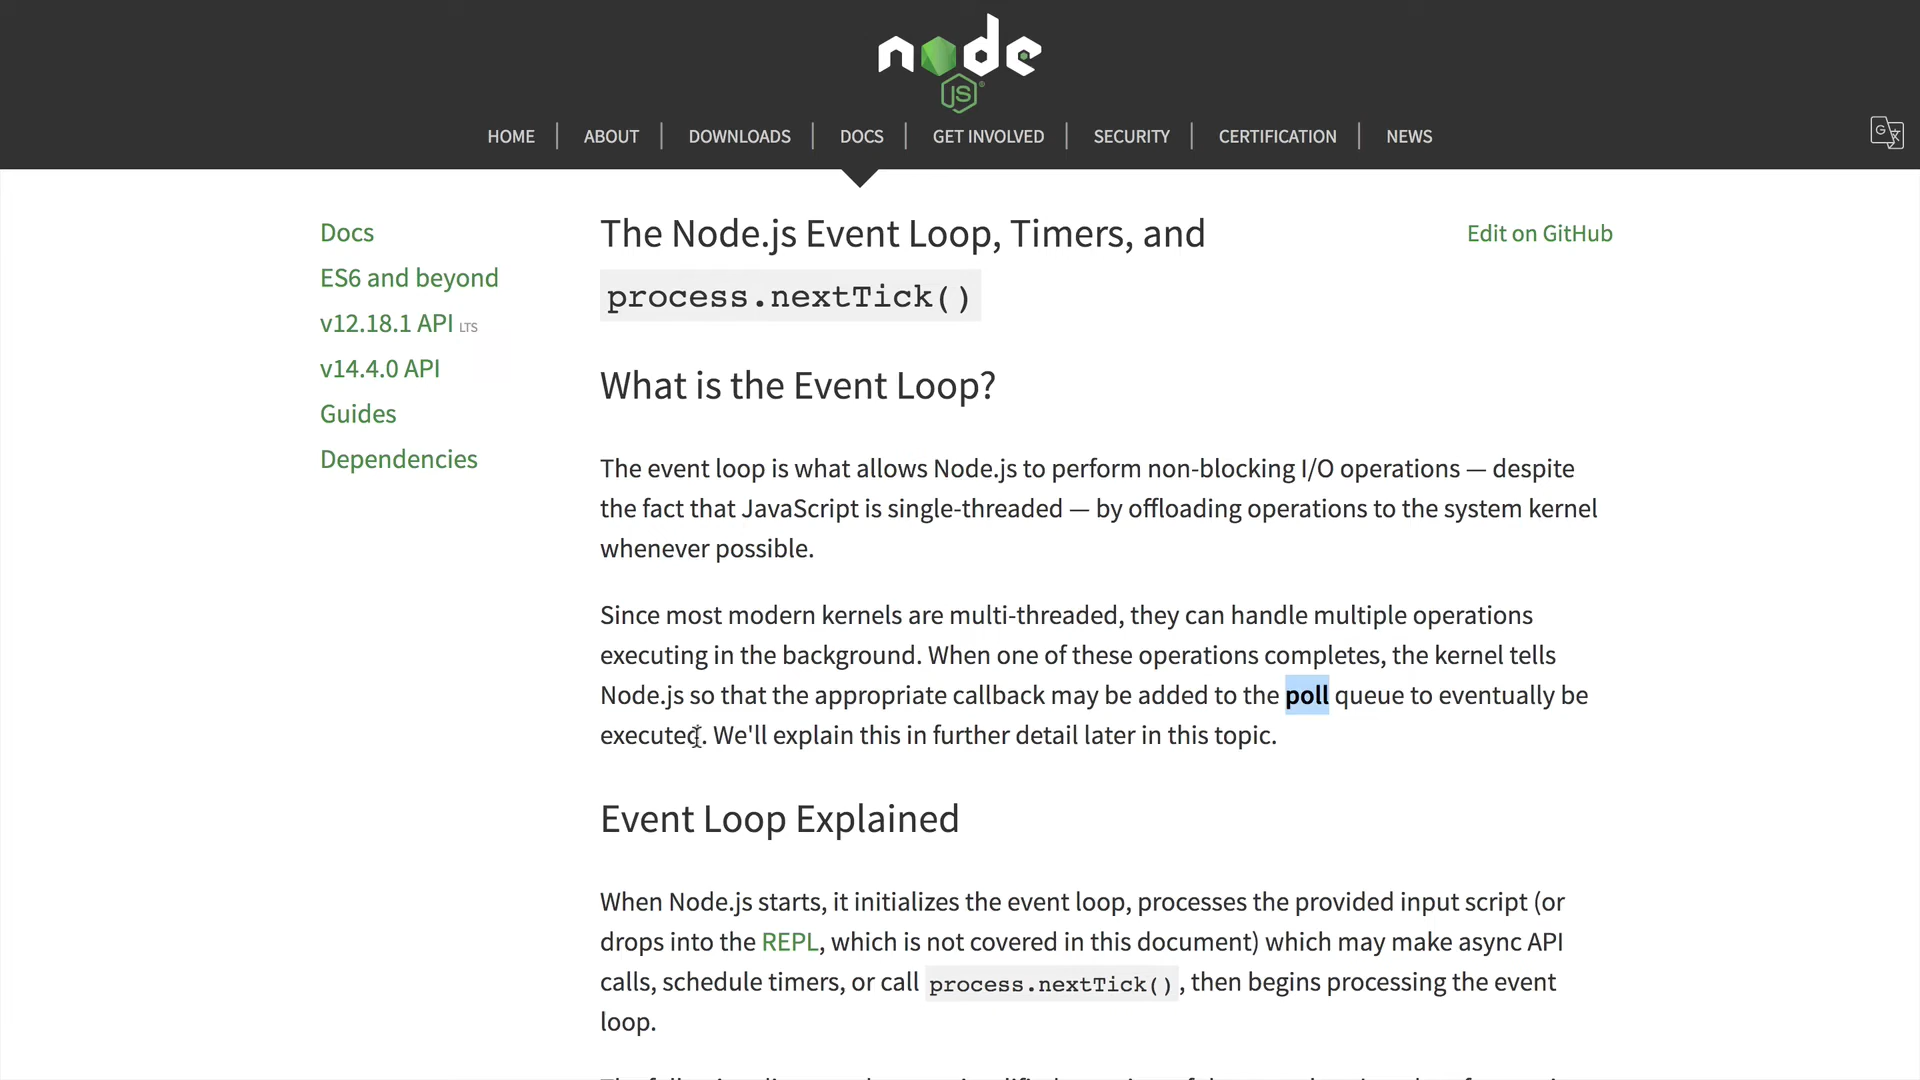 node
JS
HOME
ABOUT
DOWNLOADS
DOCS
GET INVOLVED
SECURITY
CERTIFICATION
NEWS
Docs
ES6 and beyond
v12.18.1 API LTS
v14.4.0 API
Guides
Dependencies
The Node.js Event Loop, Timers, and
process.nextTick()
Edit on GitHub
What is the Event Loop?
The event loop is what allows Node.js to perform non-blocking I/O operations — despite
the fact that JavaScript is single-threaded — by offloading operations to the system kernel
whenever possible.
Since most modern kernels are multi-threaded, they can handle multiple operations
executing in the background. When one of these operations completes, the kernel tells
Node.js so that the appropriate callback may be added to the poll queue to eventually be
executed. We'll explain this in further detail later in this topic.
Event Loop Explained
When Node.js starts, it initializes the event loop, processes the provided input script (or
drops into the REPL, which is not covered in this document) which may make async API
calls, schedule timers, or call process.nextTick(), then begins processing the event
loop.